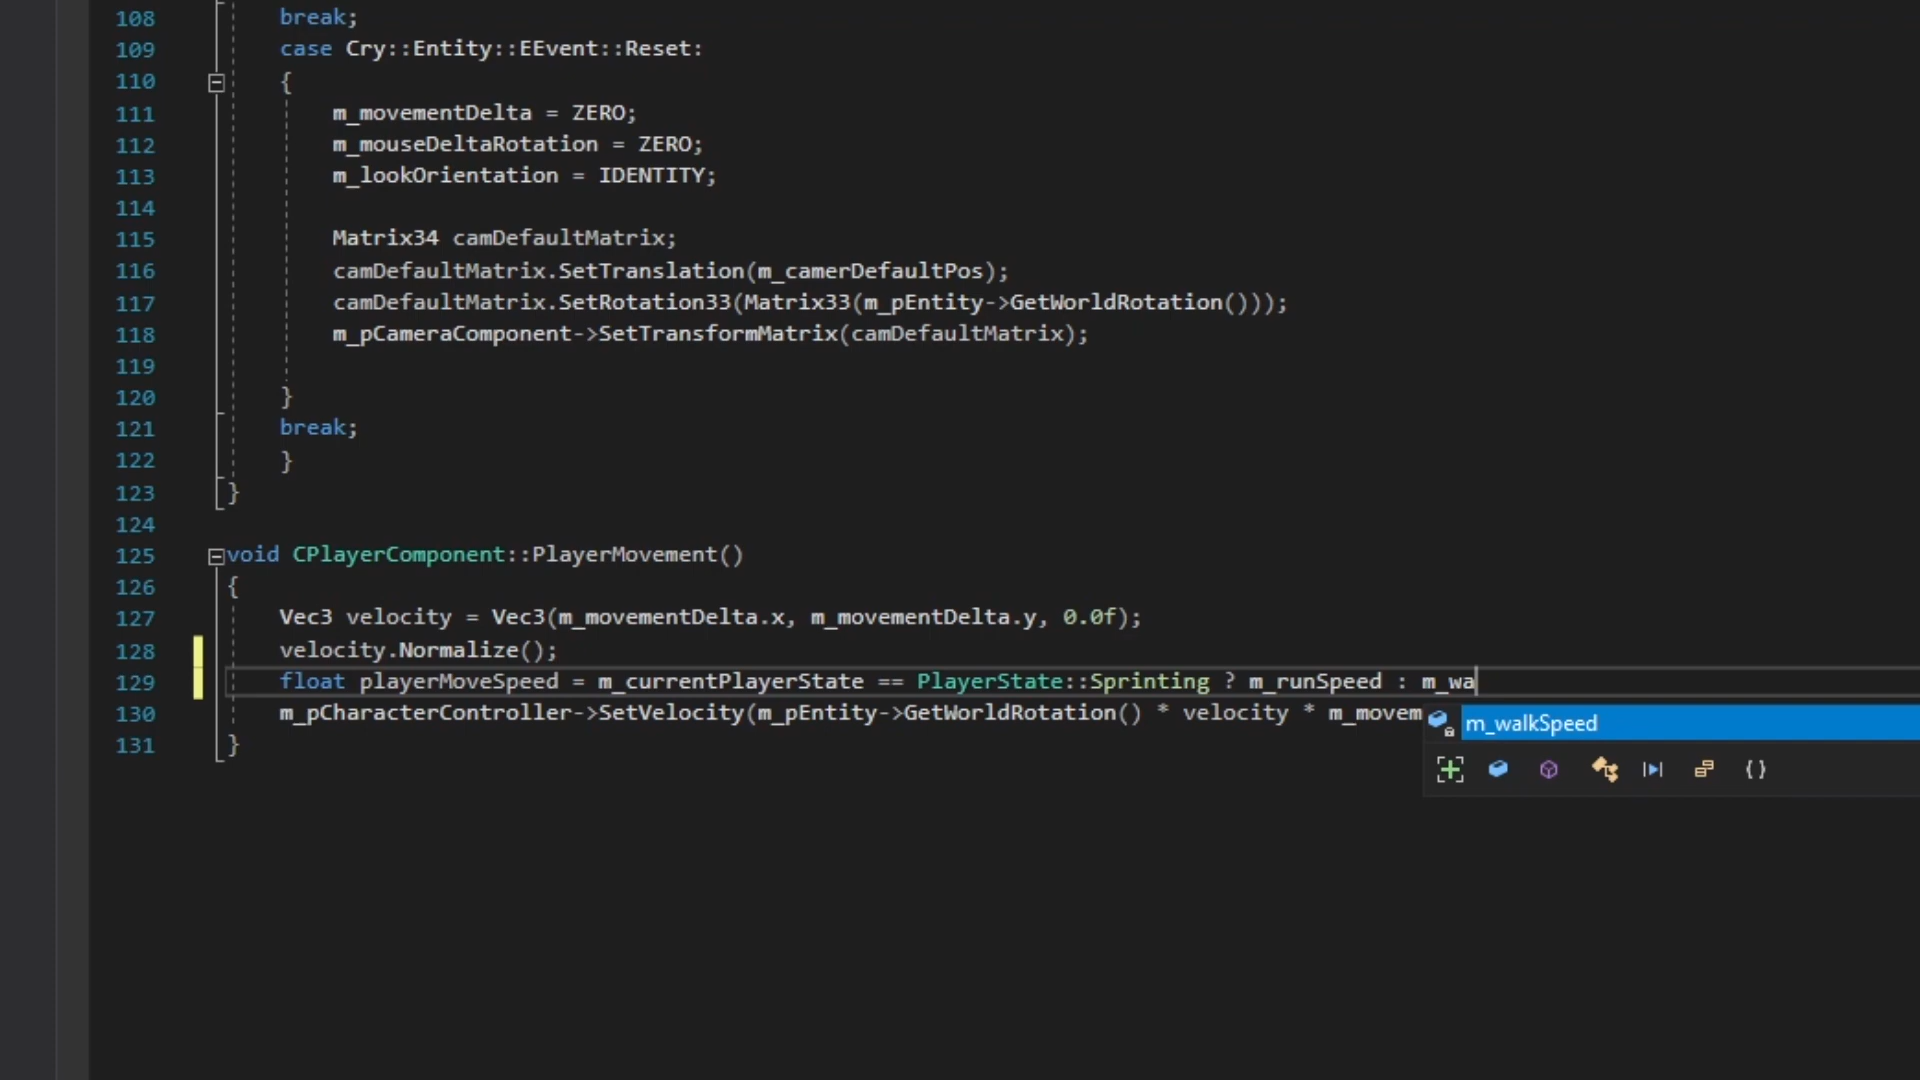 108 break;
109 case Cry::Entity::EEvent::Reset:
110 {
111 m_movementDelta = ZERO;
112 m_mouseDeltaRotation = ZERO;
113 m_lookOrientation = IDENTITY;
114
115 Matrix34 camDefaultMatrix;
116 camDefaultMatrix.SetTranslation(m_camerDefaultPos);
117 camDefaultMatrix.SetRotation33(Matrix33(m_pEntity->GetWorldRotation()));
118 m_pCameraComponent->SetTransformMatrix(camDefaultMatrix);
119
120 }
121 break;
122 }
123 }
124
125 void CPlayerComponent::PlayerMovement()
126 {
127 Vec3 velocity = Vec3(m_movementDelta.x, m_movementDelta.y, 0.0f);
128 velocity.Normalize();
129 float playerMoveSpeed = m_currentPlayerState == PlayerState::Sprinting ? m_runSpeed : m_wa
130 m_pCharacterController->SetVelocity(m_pEntity->GetWorldRotation() * velocity * m_movem
m_walkSpeed
131 }